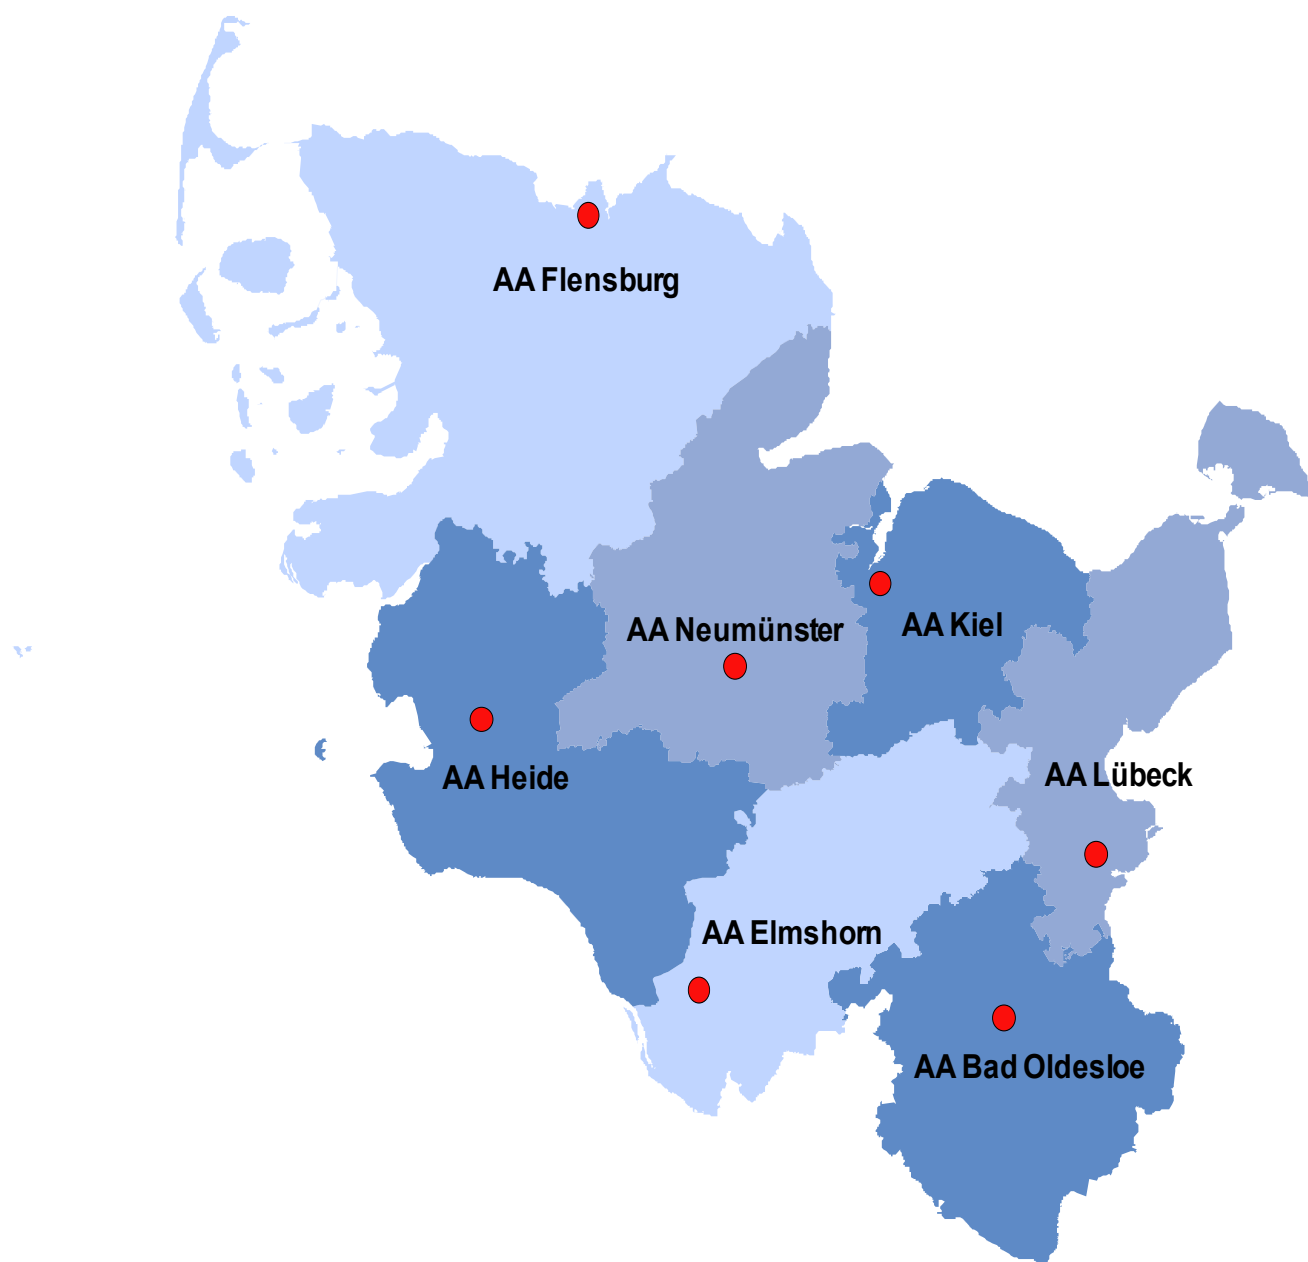 AA Flensburg
AA Neumünster
AA Kiel
AA Heide
AA Lübeck
AA Elmshorn
AA Bad Oldesloe